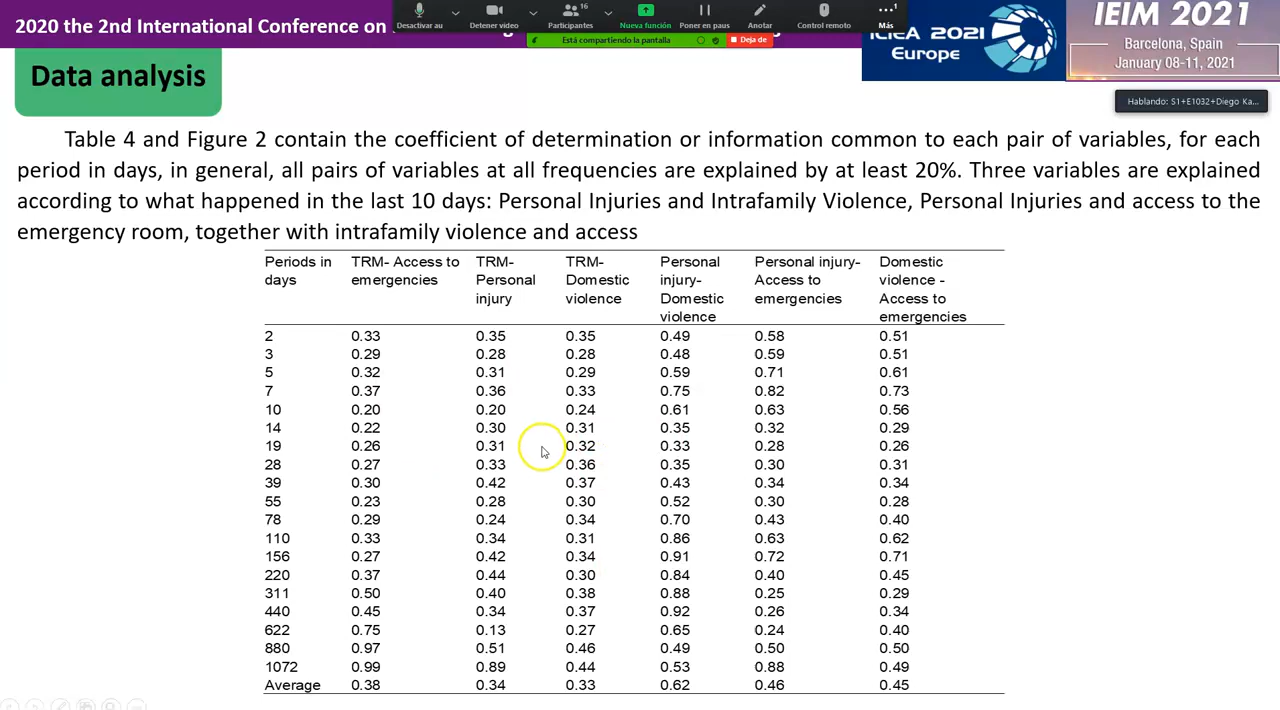 2020 the 2nd International Conference on
Desactivar au
Detener video
16
Participantes
Nueva función
Poner en paus
Anotar
Control remoto
1
Más
Está compartiendo la pantalla
Deja de
ICIEA 2021
Europe
IEIM 2021
Barcelona, Spain
January 08-11, 2021
Hablando: S1+E1032+Diego Ka...
Data analysis
Table 4 and Figure 2 contain the coefficient of determination or information common to each pair of variables, for each
period in days, in general, all pairs of variables at all frequencies are explained by at least 20%. Three variables are explained
according to what happened in the last 10 days: Personal Injuries and Intrafamily Violence, Personal Injuries and access to the
emergency room, together with intrafamily violence and access
Periods in days TRM- Access to emergencies TRM- Personal injury TRM- Domestic violence Personal injury- Domestic violence Personal injury- Access to emergencies Domestic violence - Access to emergencies
2 0.33 0.35 0.35 0.49 0.58 0.51
3 0.29 0.28 0.28 0.48 0.59 0.51
5 0.32 0.31 0.29 0.59 0.71 0.61
7 0.37 0.36 0.33 0.75 0.82 0.73
10 0.20 0.20 0.24 0.61 0.63 0.56
14 0.22 0.30 0.31 0.35 0.32 0.29
19 0.26 0.31 0.32 0.33 0.28 0.26
28 0.27 0.33 0.36 0.35 0.30 0.31
39 0.30 0.42 0.37 0.43 0.34 0.34
55 0.23 0.28 0.30 0.52 0.30 0.28
78 0.29 0.24 0.34 0.70 0.43 0.40
110 0.33 0.34 0.31 0.86 0.63 0.62
156 0.27 0.42 0.34 0.91 0.72 0.71
220 0.37 0.44 0.30 0.84 0.40 0.45
311 0.50 0.40 0.38 0.88 0.25 0.29
440 0.45 0.34 0.37 0.92 0.26 0.34
622 0.75 0.13 0.27 0.65 0.24 0.40
880 0.97 0.51 0.46 0.49 0.50 0.50
1072 0.99 0.89 0.44 0.53 0.88 0.49
Average 0.38 0.34 0.33 0.62 0.46 0.45